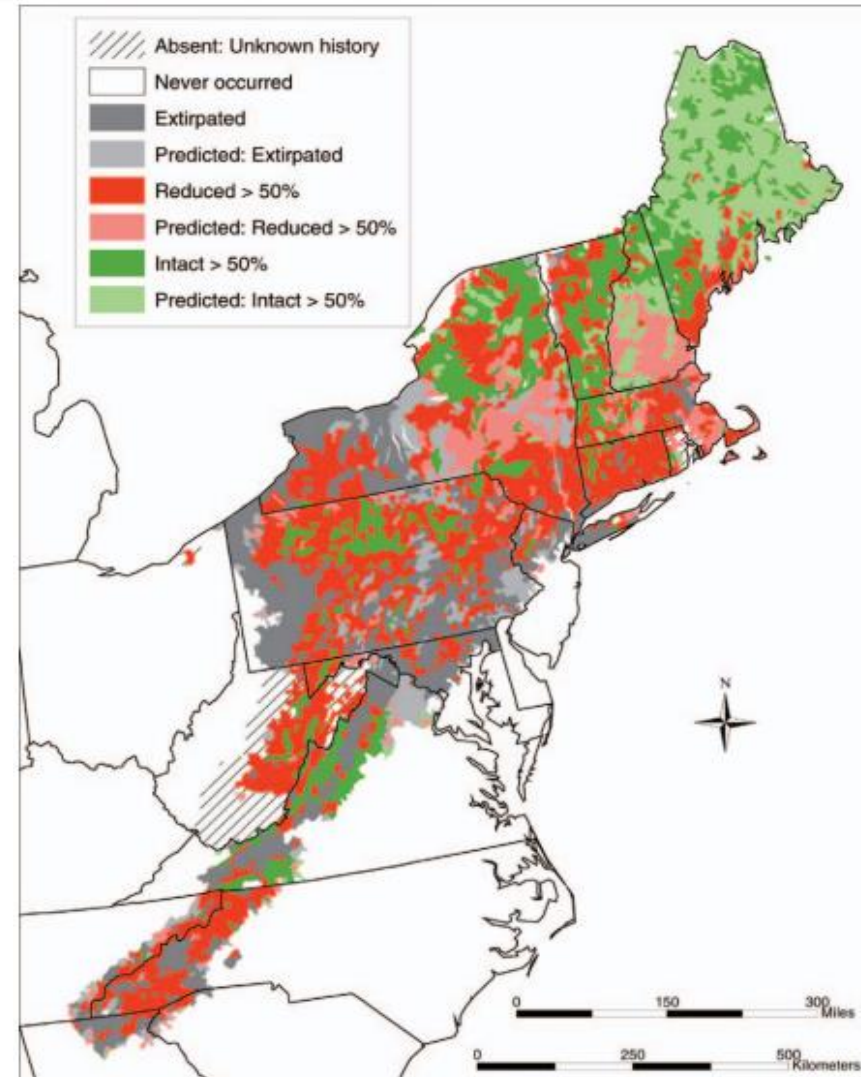 Absent: Unknown history
Never occurred
Extirpated
Predicted: Extirpated
Reduced > 50%
Predicted: Reduced > 50%
Intact > 50%
Predicted: Intact > 50%
N
0 150 300
Miles
0 250 500
Kilometers